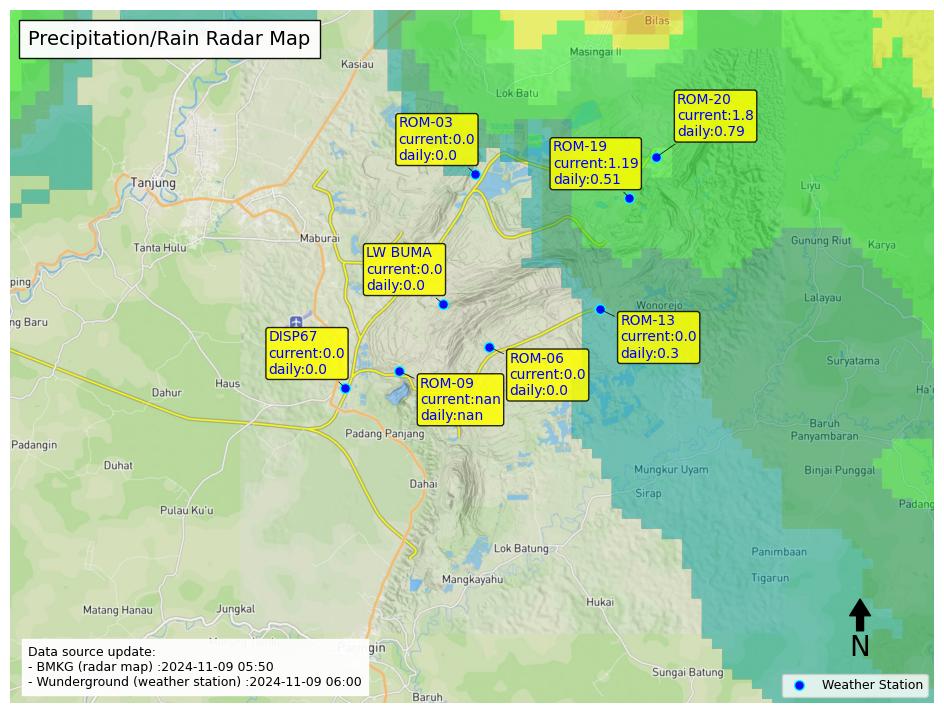 Precipitation/Rain Radar Map
Bilas
Masingai II
Kasiau
Lok Batu
ROM-20
current:1.8
daily:0.79
ROM-03
current:0.0
daily:0.0
ROM-19
current:1.19
daily:0.51
Tanjung
Liyu
Maburai
Tanta Hulu
Gunung Riut
Karya
LW BUMA
current:0.0
daily:0.0
ping
Lalayau
Wonorejo
ng Baru
ROM-13
current:0.0
daily:0.3
DISP67
current:0.0
daily:0.0
ROM-06
current:0.0
daily:0.0
Suryatama
Haus
Dahur
ROM-09
current:nan
daily:nan
Ha'
Baruh
Panyambaran
Padang Panjang
Padangin
Duhat
Mungkur Uyam
Binjai Punggal
Dahai
Sirap
Padang
Pulau Ku'u
Lok Batung
Panimbaan
Mangkayahu
Tigarun
Hukai
Matang Hanau
Jungkal
N
Data source update:
- BMKG (radar map) :2024-11-09 05:50
- Wunderground (weather station) :2024-11-09 06:00
Sungai Batung
Baruh
Weather Station